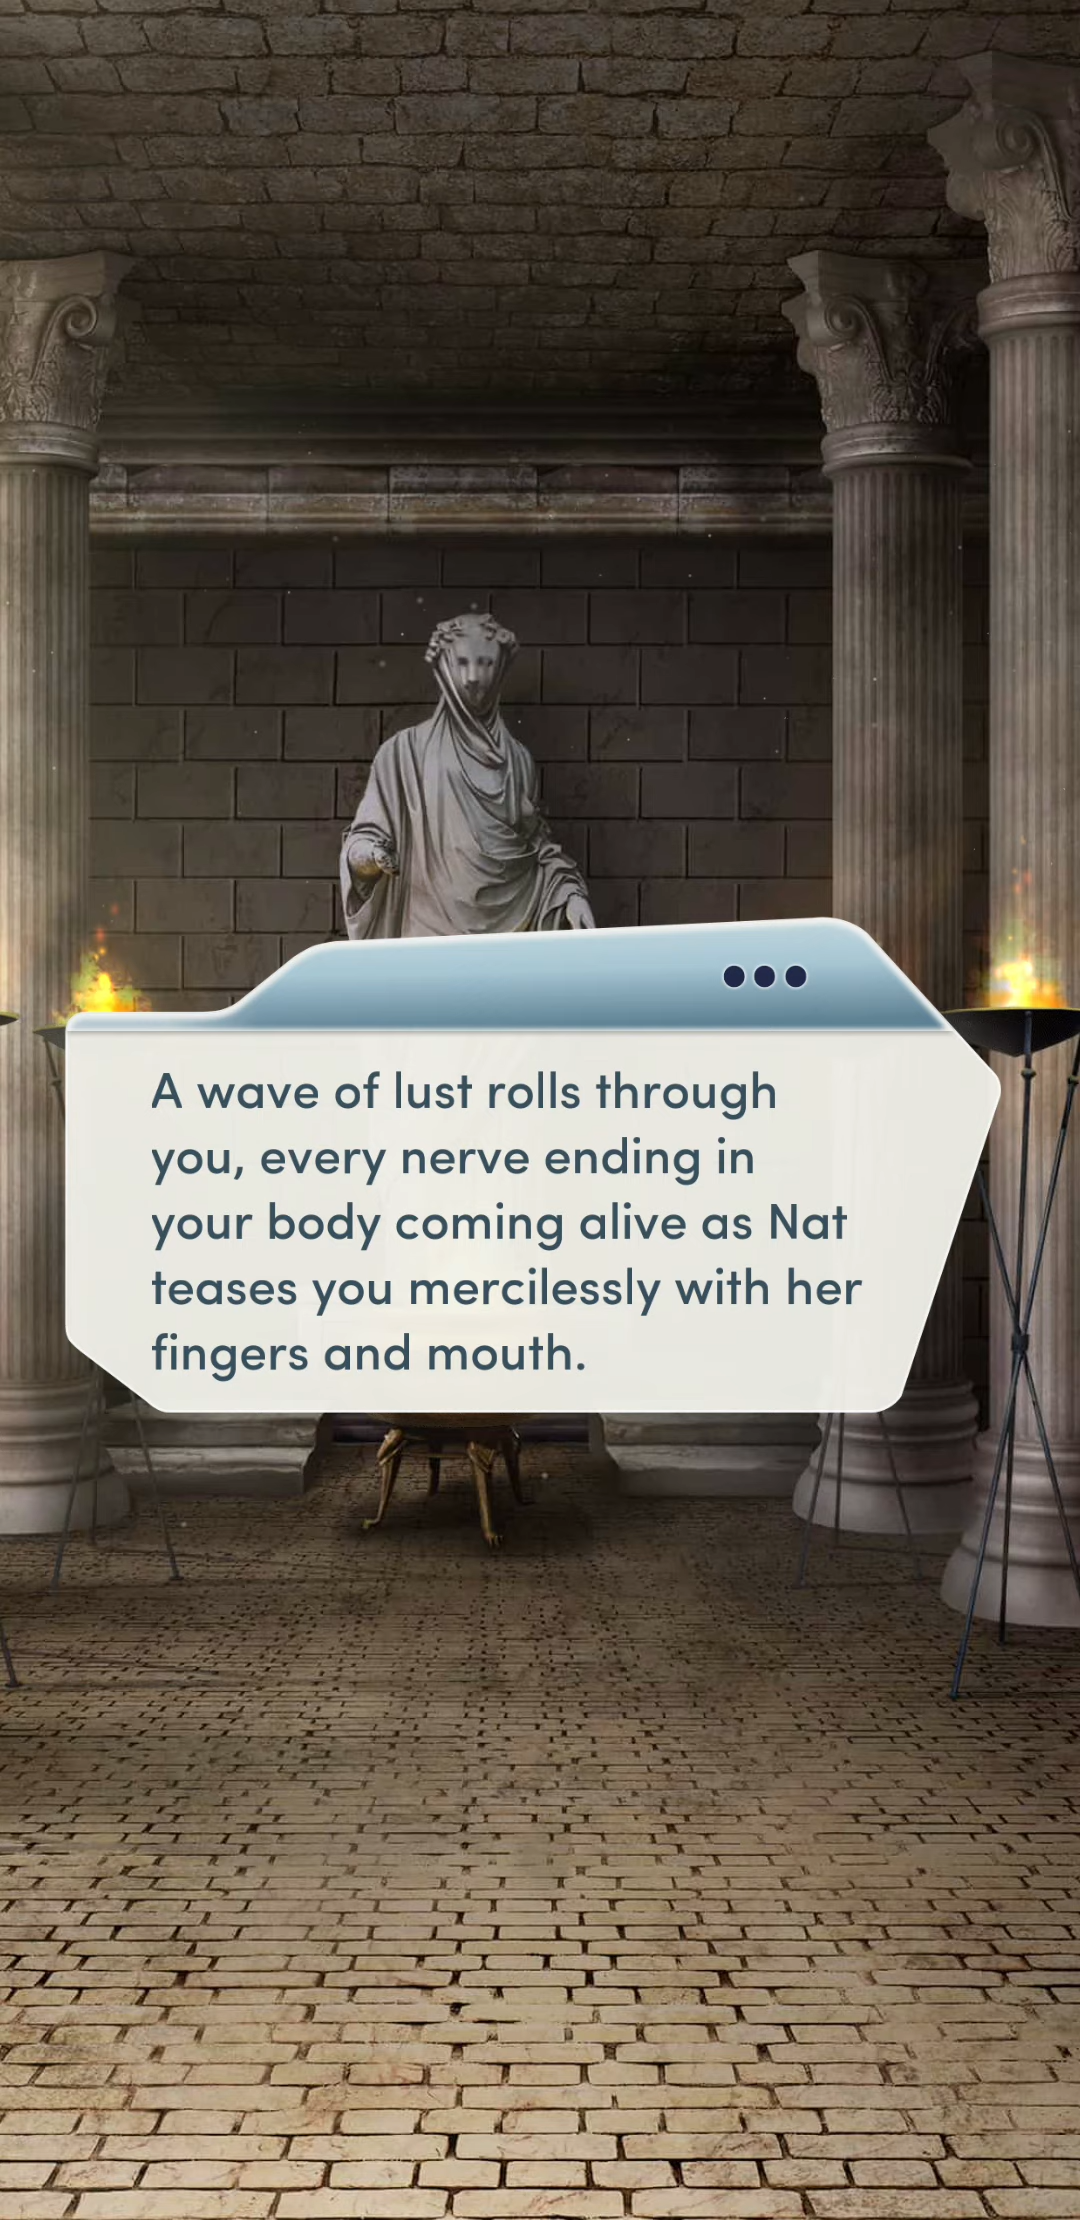 A wave of lust rolls through
you, every nerve ending in
your body coming alive as Nat
teases you mercilessly with her
fingers and mouth.